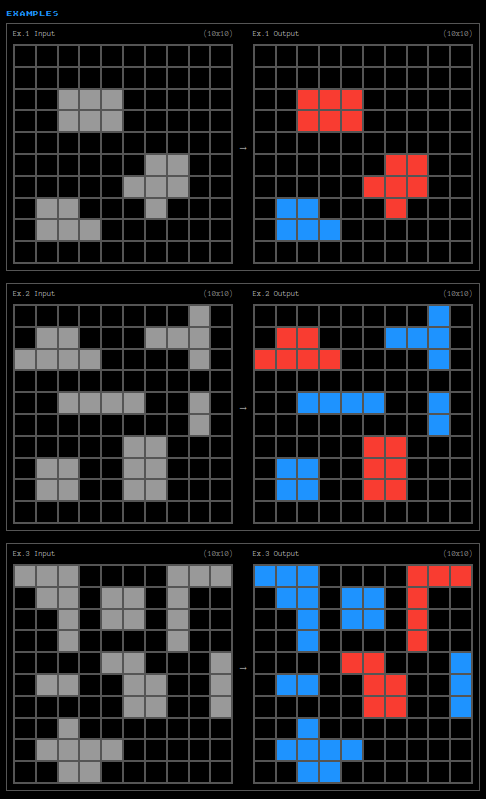 EXAMPLES
Ex.1 Input (10x10) Ex.1 Output (10x10)
→
Ex.2 Input (10x10) Ex.2 Output (10x10)
→
Ex.3 Input (10x10) Ex.3 Output (10x10)
→